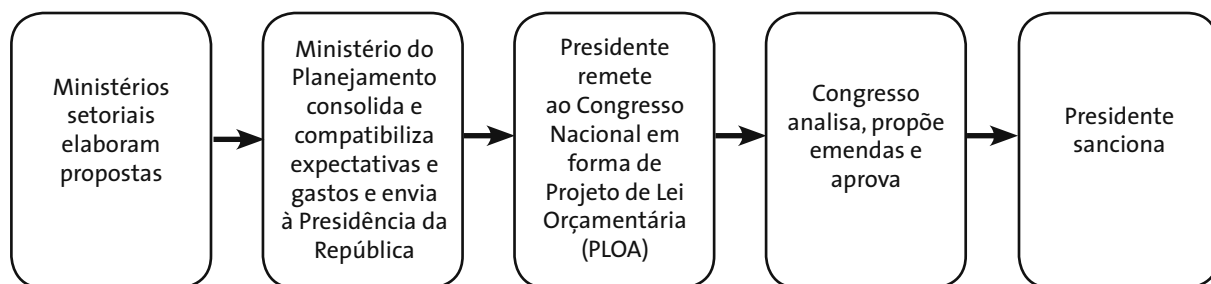 Ministérios
setoriais
elaboram
propostas
Ministério do
Planejamento
consolida e
compatibiliza
expectativas e
gastos e envia
à Presidência da
República
Presidente
remete
ao Congresso
Nacional em
forma de
Projeto de Lei
Orçamentária
(PLOA)
Congresso
analisa, propõe
emendas e
aprova
Presidente
sanciona